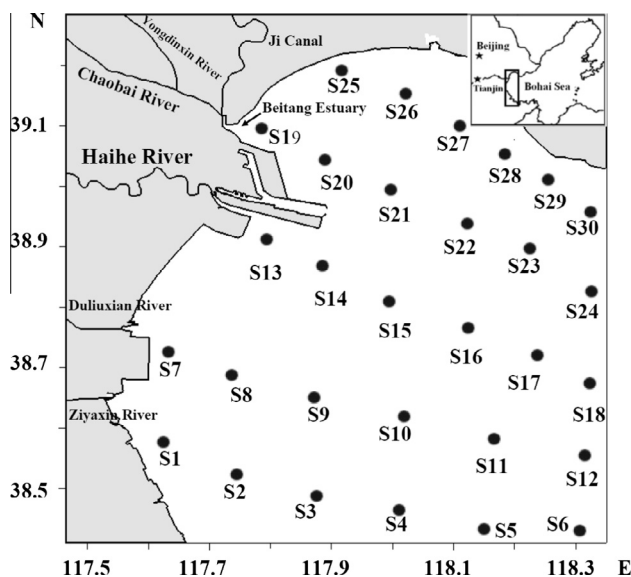 N
Yongdinxin River
Ji Canal
Beijing
Tianjin
Bohai Sea
Chaobai River
Beitang Estuary
S25
S26
39.1
S19
S27
Haihe River
S20
S28
S21
S29
S30
38.9
S13
S22
S23
S14
Duliuxian River
S15
S24
S16
38.7
S7
S8
S17
S9
S18
Ziyaxin River
S10
S1
S11
S12
38.5
S2
S3
S4
S5
S6
117.5
117.7
117.9
118.1
118.3
E